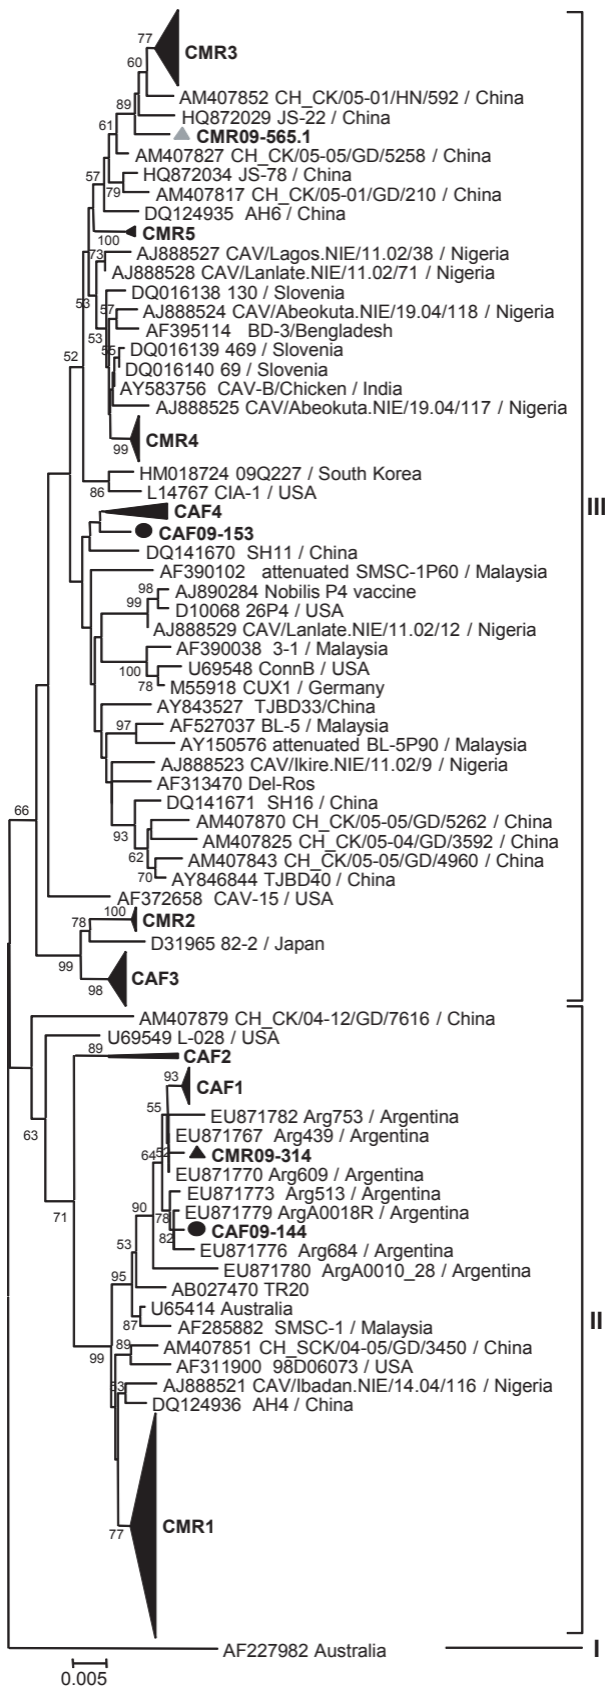 77
CMR3
60
AM407852 CH_CK/05-01/HN/592 / China
89
HQ872029 JS-22 / China
61
CMR09-565.1
AM407827 CH_CK/05-05/GD/5258 / China
57
HQ872034 JS-78 / China
79
AM407817 CH_CK/05-01/GD/210 / China
DQ124935 AH6 / China
100
CMR5
73
AJ888527 CAV/Lagos.NIE/11.02/38 / Nigeria
AJ888528 CAV/Lanlate.NIE/11.02/71 / Nigeria
53
DQ016138 130 / Slovenia
57
AJ888524 CAV/Abeokuta.NIE/19.04/118 / Nigeria
53
AF395114 BD-3/Bangladesh
DQ016139 469 / Slovenia
52
DQ016140 69 / Slovenia
AY583756 CAV-B/Chicken / India
AJ888525 CAV/Abeokuta.NIE/19.04/117 / Nigeria
99
CMR4
HM018724 09Q227 / South Korea
86
L14767 CIA-1 / USA
III
CAF4
CAF09-153
DQ141670 SH11 / China
AF390102 attenuated SMSC-1P60 / Malaysia
98
AJ890284 Nobilis P4 vaccine
99
D10068 26P4 / USA
AJ888529 CAV/Lanlate.NIE/11.02/12 / Nigeria
AF390038 3-1 / Malaysia
100
U69548 ConnB / USA
78
M55918 CUX1 / Germany
AY843527 TJBD33/China
97
AF527037 BL-5 / Malaysia
AY150576 attenuated BL-5P90 / Malaysia
AJ888523 CAV/Ikire.NIE/11.02/9 / Nigeria
AF313470 Del-Ros
DQ141671 SH16 / China
66
AM407870 CH_CK/05-05/GD/5262 / China
93
AM407825 CH_CK/05-04/GD/3592 / China
62
AM407843 CH_CK/05-05/GD/4960 / China
70
AY846844 TJBD40 / China
AF372658 CAV-15 / USA
100
CMR2
78
D31965 82-2 / Japan
99
CAF3
98
AM407879 CH_CK/04-12/GD/7616 / China
U69549 L-028 / USA
89
CAF2
93
CAF1
55
EU871782 Arg753 / Argentina
63
EU871767 Arg439 / Argentina
64
52
CMR09-314
EU871770 Arg609 / Argentina
EU871773 Arg513 / Argentina
71
90
78
EU871779 ArgA0018R / Argentina
82
CAF09-144
53
EU871776 Arg684 / Argentina
EU871780 ArgA0010_28 / Argentina
95
AB027470 TR20
U65414 Australia
87
AF285882 SMSC-1 / Malaysia
II
99
89
AM407851 CH_SCK/04-05/GD/3450 / China
AF311900 98D06073 / USA
53
AJ888521 CAV/Ibadan.NIE/14.04/116 / Nigeria
DQ124936 AH4 / China
77
CMR1
AF227982 Australia
I
0.005